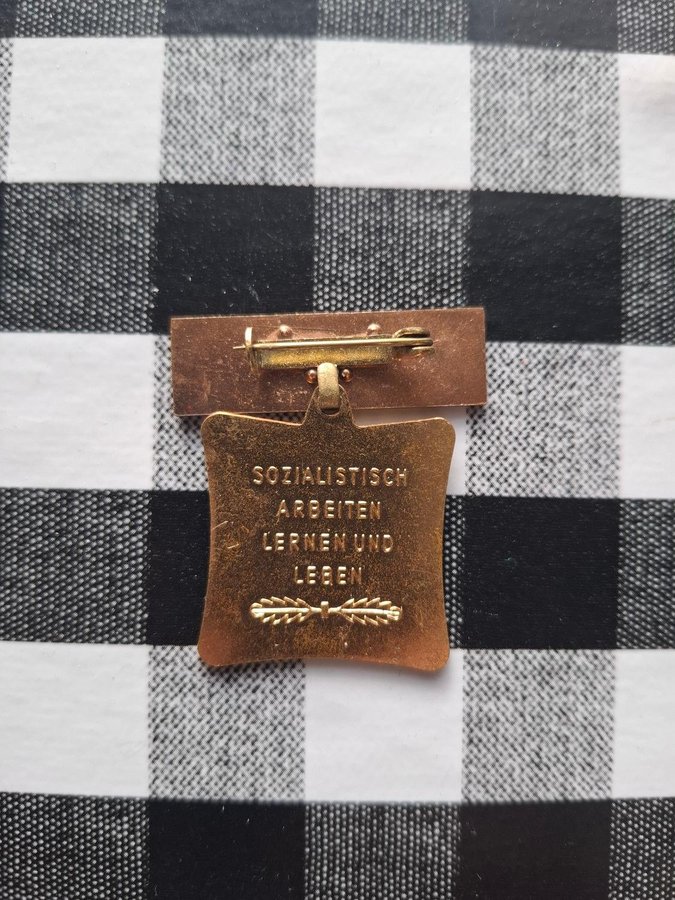 SOZIALISTISCH
ARBEITEN
LERNEN UND
LEBEN